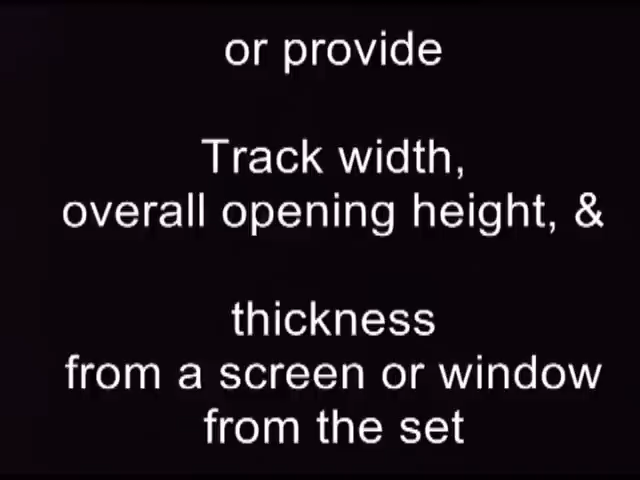 or provide
Track width,
overall opening height, &
thickness
from a screen or window
from the set